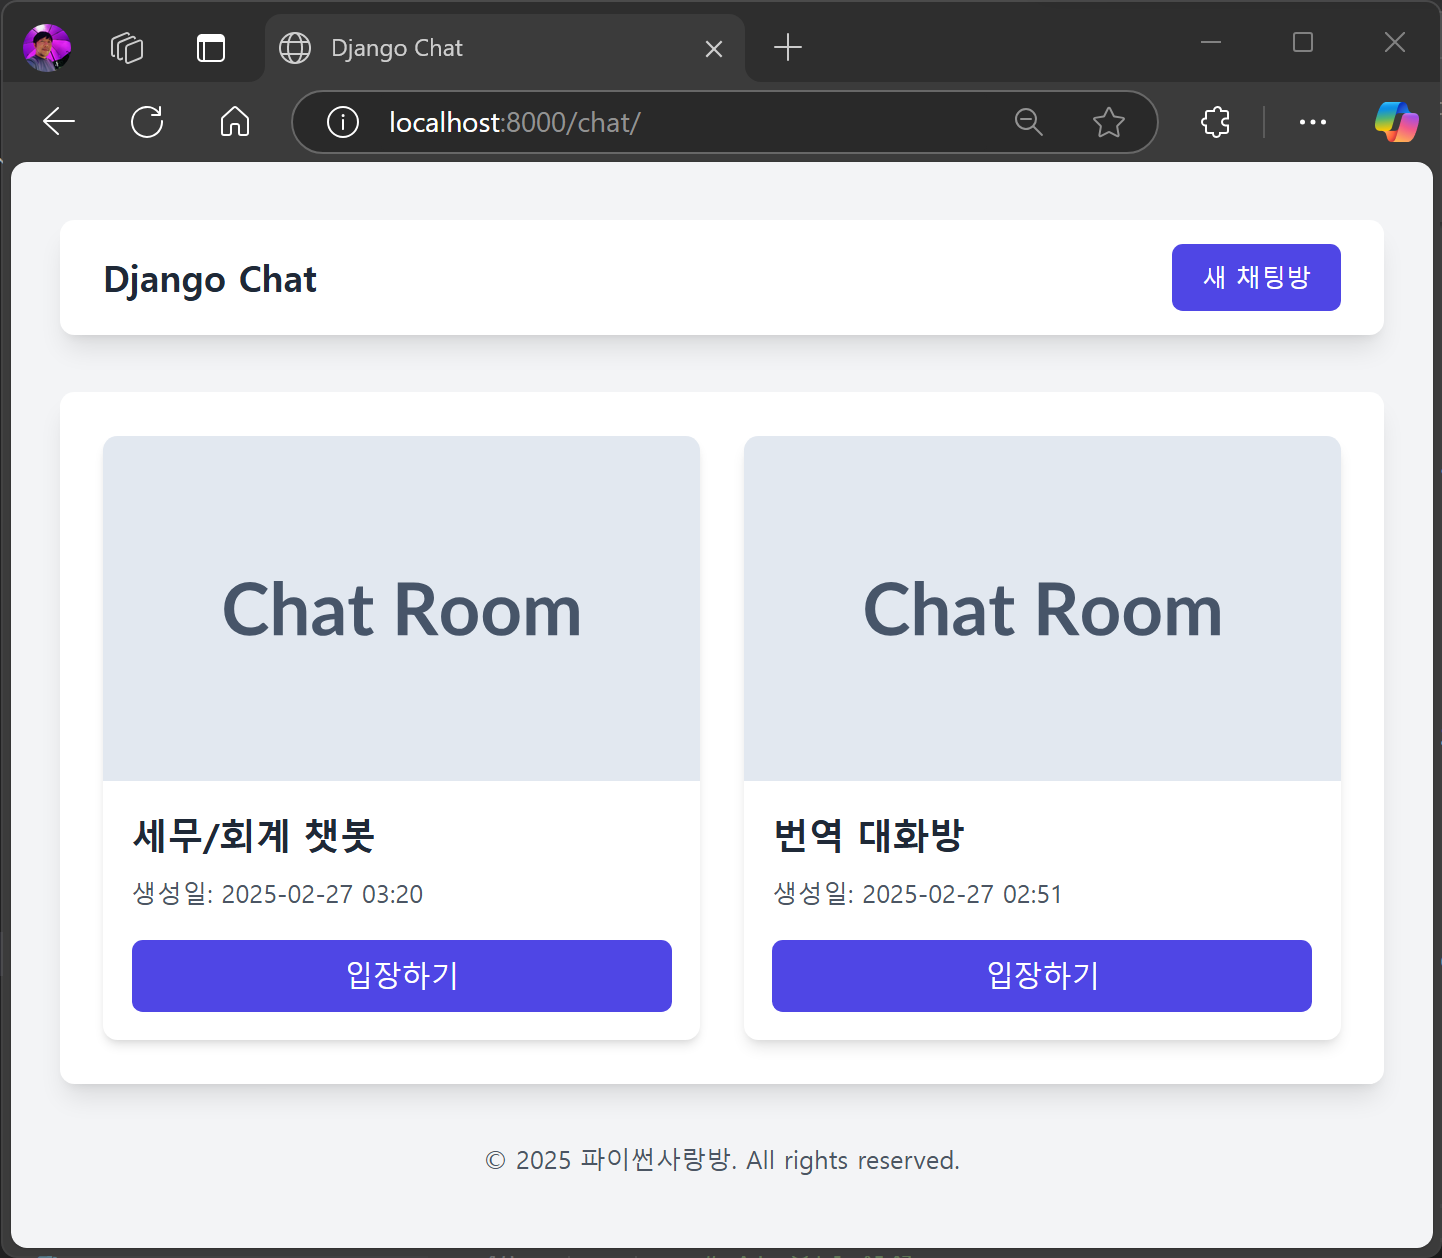 Django Chat
localhost:8000/chat/
Django Chat
새 채팅방
Chat Room
Chat Room
세무/회계 챗봇
생성일: 2025-02-27 03:20
입장하기
번역 대화방
생성일: 2025-02-27 02:51
입장하기
© 2025 파이썬사랑방. All rights reserved.